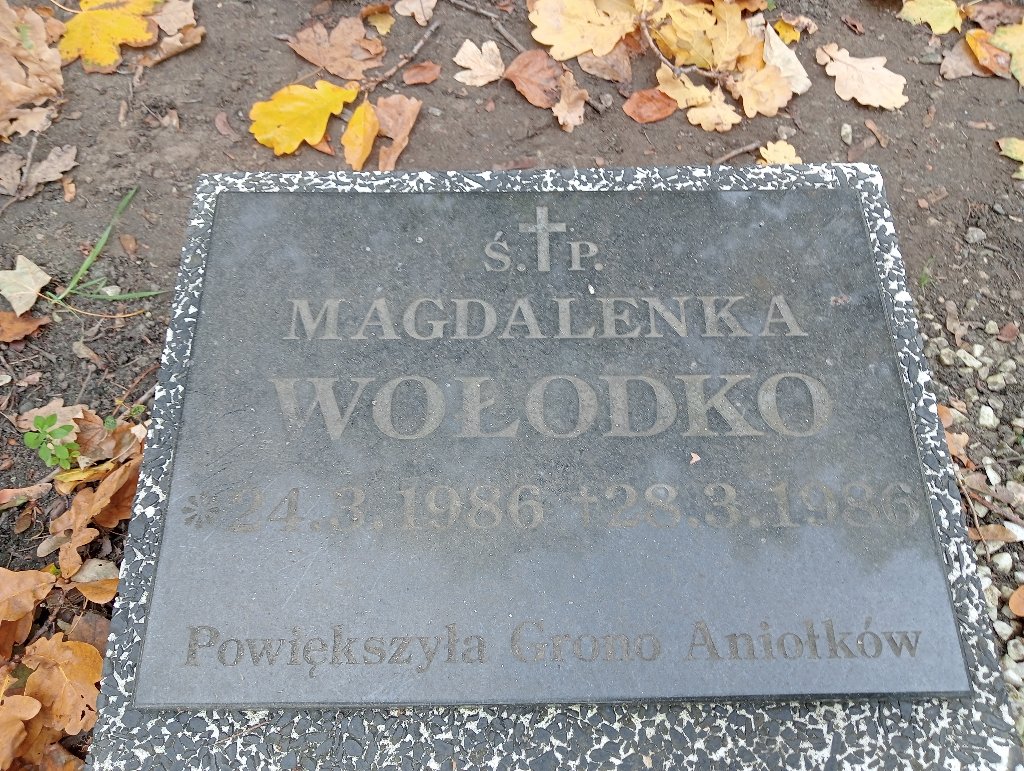 Ś. P.
MAGDALENKA
WOŁODKO
*24.3.1986 †28.3.1986
Powiększyła Grono Aniołków